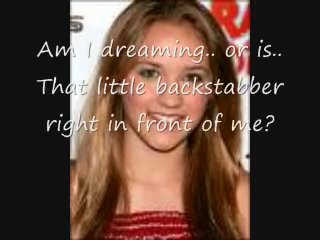 Am I dreaming.. or is..
That little backstabber
right in front of me?